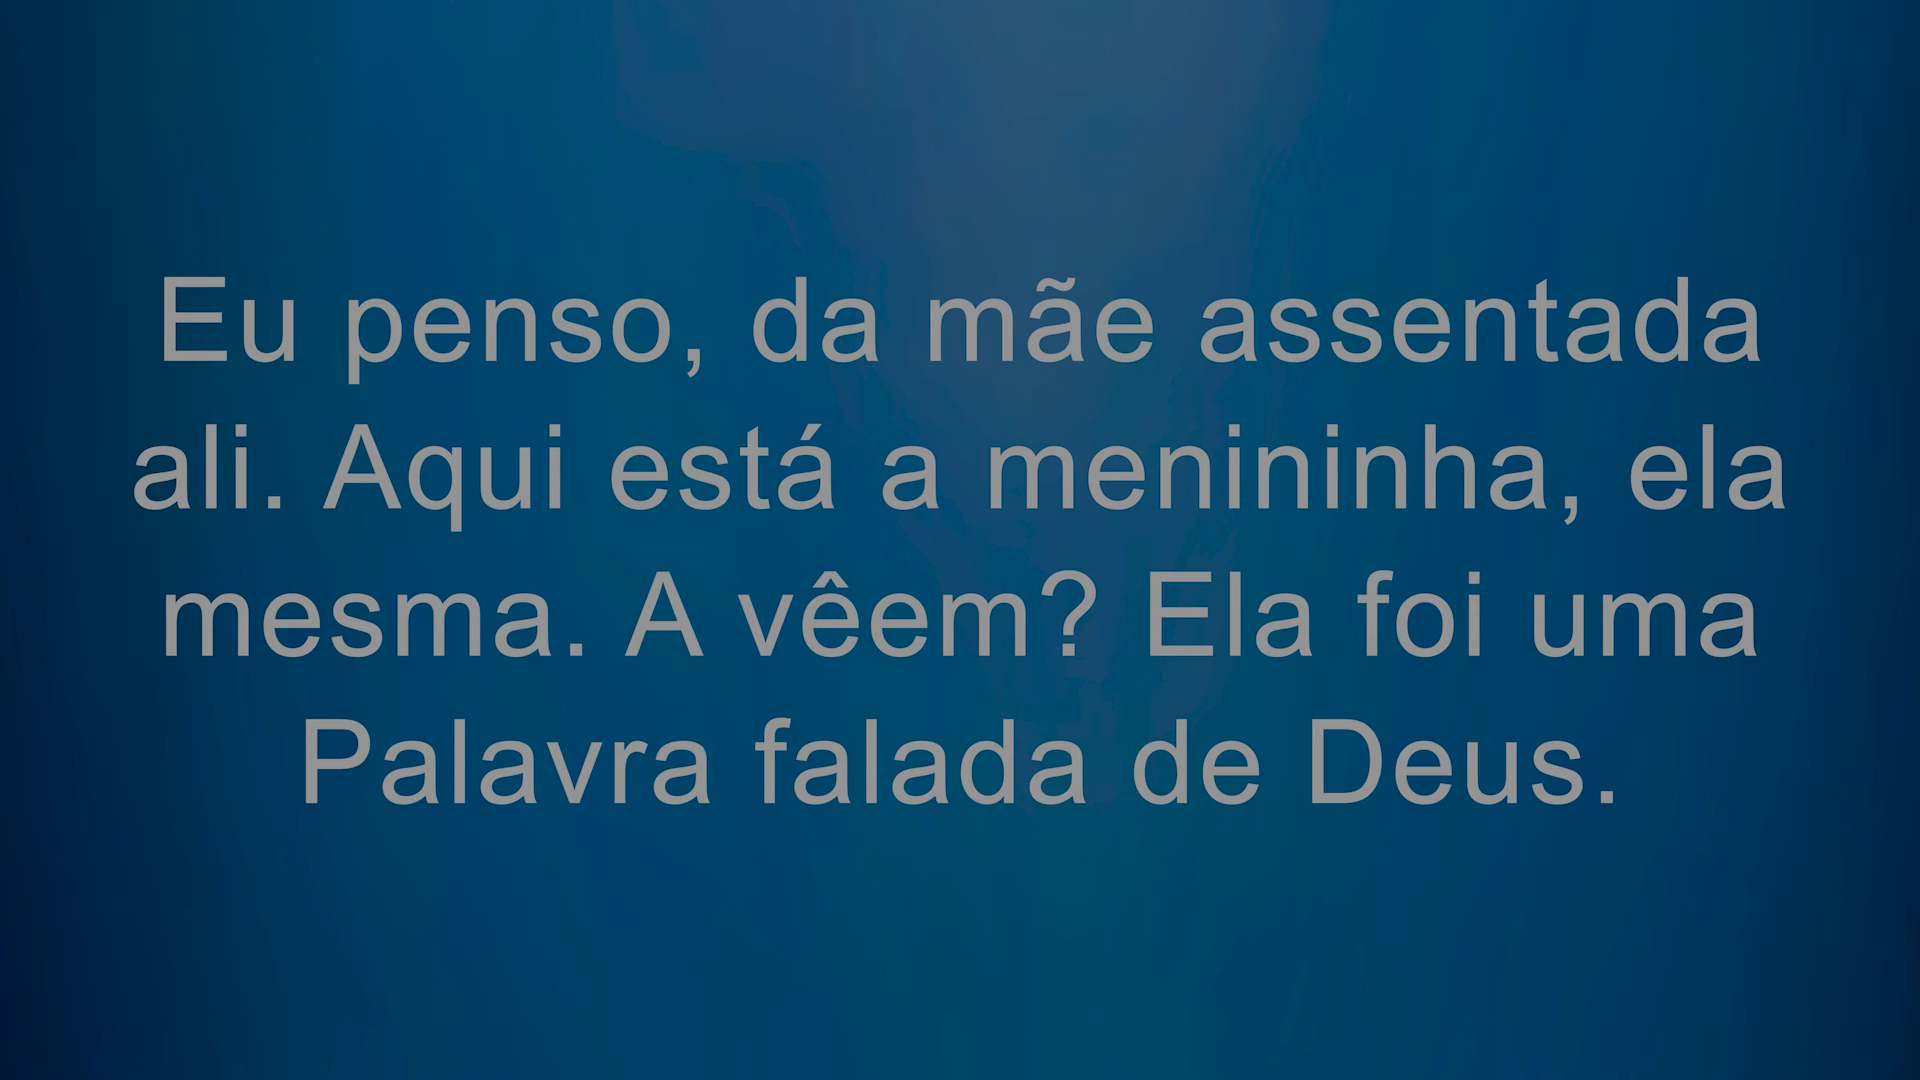 Eu penso, da mãe assentada
ali. Aqui está a menininha, ela
mesma. A vêem? Ela foi uma
Palavra falada de Deus.